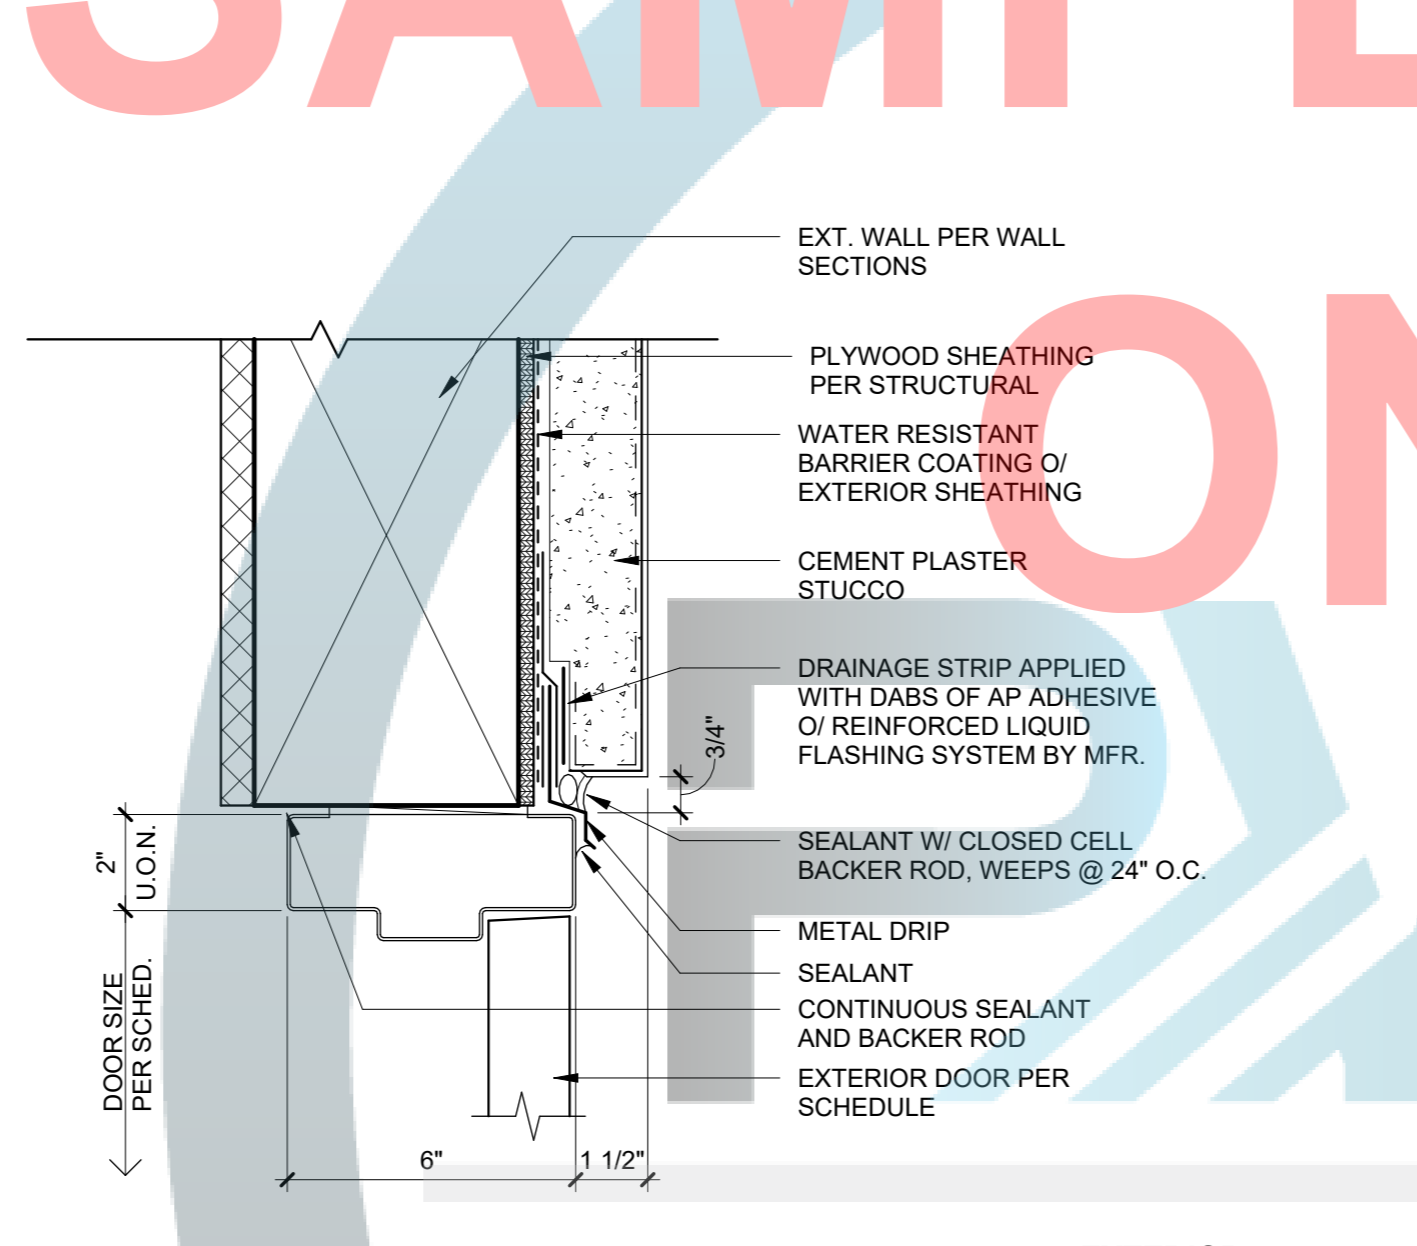 SAMPL
EXT. WALL PER WALL
SECTIONS
ON
PLYWOOD SHEATHING
PER STRUCTURAL
WATER RESISTANT
BARRIER COATING O/
EXTERIOR SHEATHING
CEMENT PLASTER
STUCCO
DRAINAGE STRIP APPLIED
WITH DABS OF AP ADHESIVE
O/ REINFORCED LIQUID
FLASHING SYSTEM BY MFR.
3/4"
SEALANT W/ CLOSED CELL
BACKER ROD, WEEPS @ 24" O.C.
2"
U.O.N.
METAL DRIP
SEALANT
CONTINUOUS SEALANT
AND BACKER ROD
DOOR SIZE
PER SCHED.
EXTERIOR DOOR PER
SCHEDULE
6"
1 1/2"